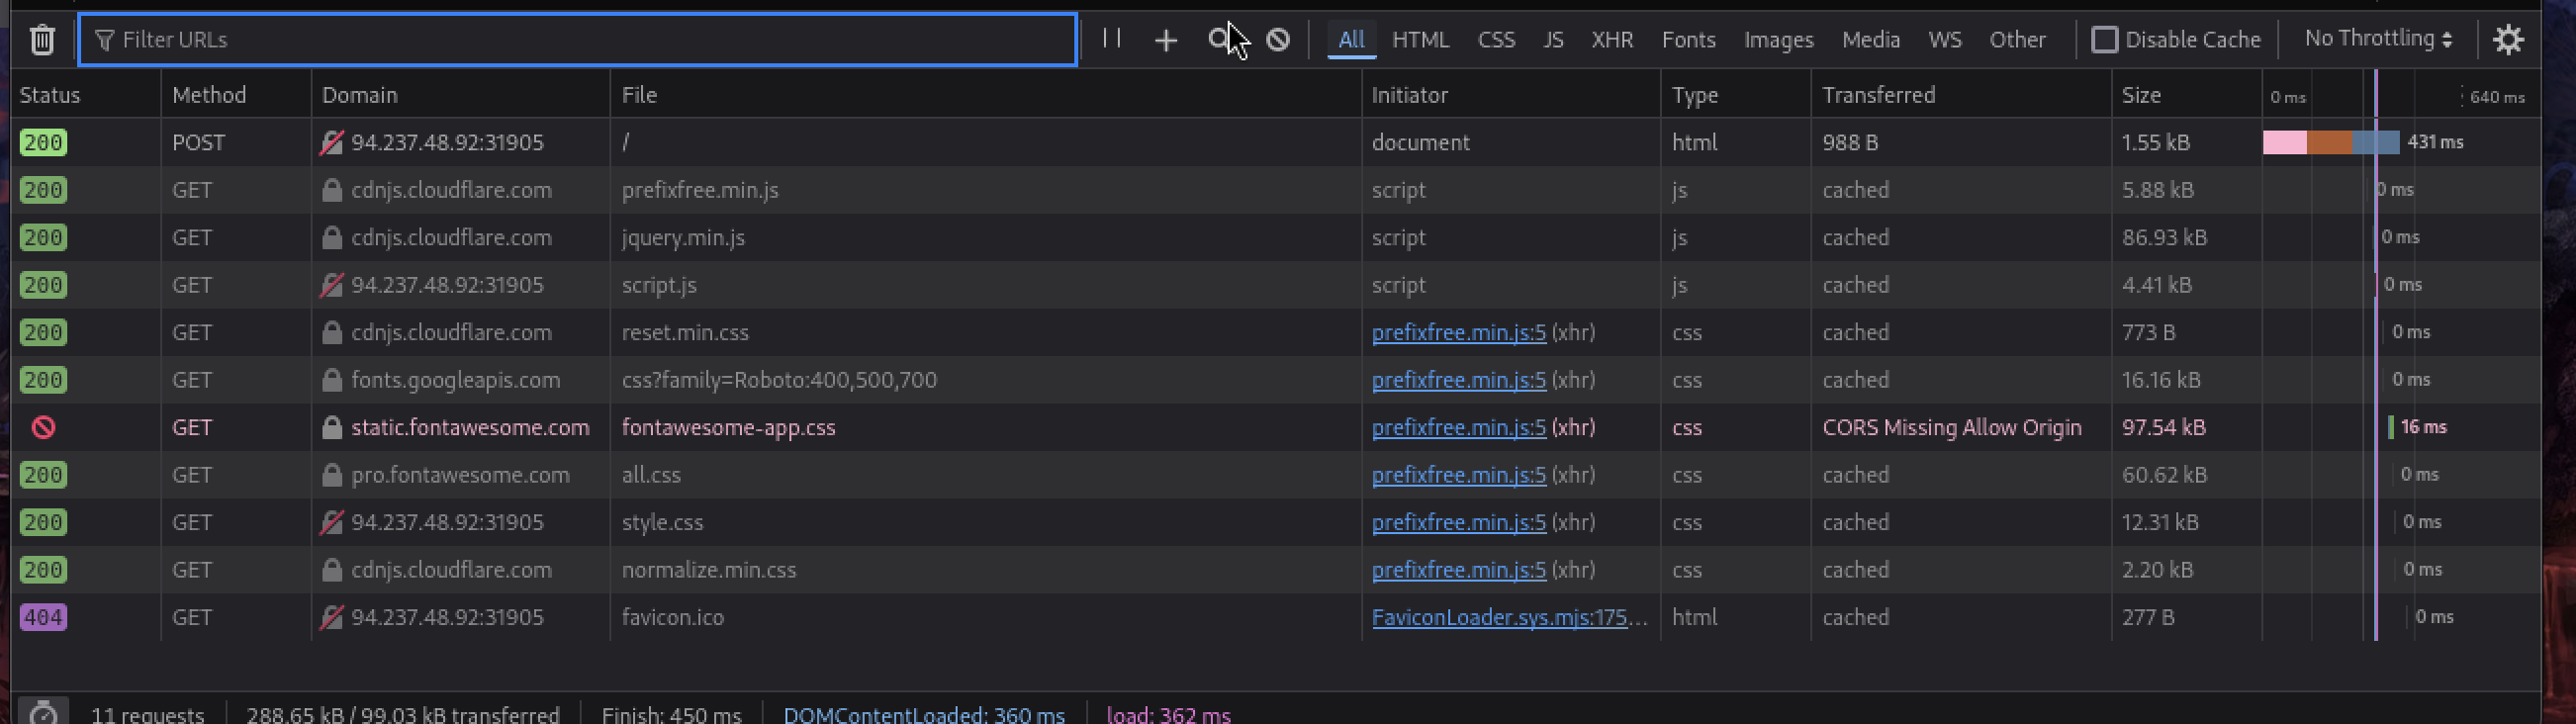 Filter URLs All HTML CSS JS XHR Fonts Images Media WS Other Disable Cache No Throttling
Status Method Domain File Initiator Type Transferred Size 0 ms 640 ms
200 POST 94.237.48.92:31905 / document html 988 B 1.55 kB 431 ms
200 GET cdnjs.cloudflare.com prefixfree.min.js script js cached 5.88 kB 0 ms
200 GET cdnjs.cloudflare.com jquery.min.js script js cached 86.93 kB 0 ms
200 GET 94.237.48.92:31905 script.js script js cached 4.41 kB 0 ms
200 GET cdnjs.cloudflare.com reset.min.css prefixfree.min.js:5 (xhr) css cached 773 B 0 ms
200 GET fonts.googleapis.com css?family=Roboto:400,500,700 prefixfree.min.js:5 (xhr) css cached 16.16 kB 0 ms
GET static.fontawesome.com fontawesome-app.css prefixfree.min.js:5 (xhr) css CORS Missing Allow Origin 97.54 kB 16 ms
200 GET pro.fontawesome.com all.css prefixfree.min.js:5 (xhr) css cached 60.62 kB 0 ms
200 GET 94.237.48.92:31905 style.css prefixfree.min.js:5 (xhr) css cached 12.31 kB 0 ms
200 GET cdnjs.cloudflare.com normalize.min.css prefixfree.min.js:5 (xhr) css cached 2.20 kB 0 ms
404 GET 94.237.48.92:31905 favicon.ico FaviconLoader.sys.mjs:175… html cached 277 B 0 ms
11 requests 288.65 kB / 99.03 kB transferred Finish: 450 ms DOMContentLoaded: 360 ms load: 362 ms